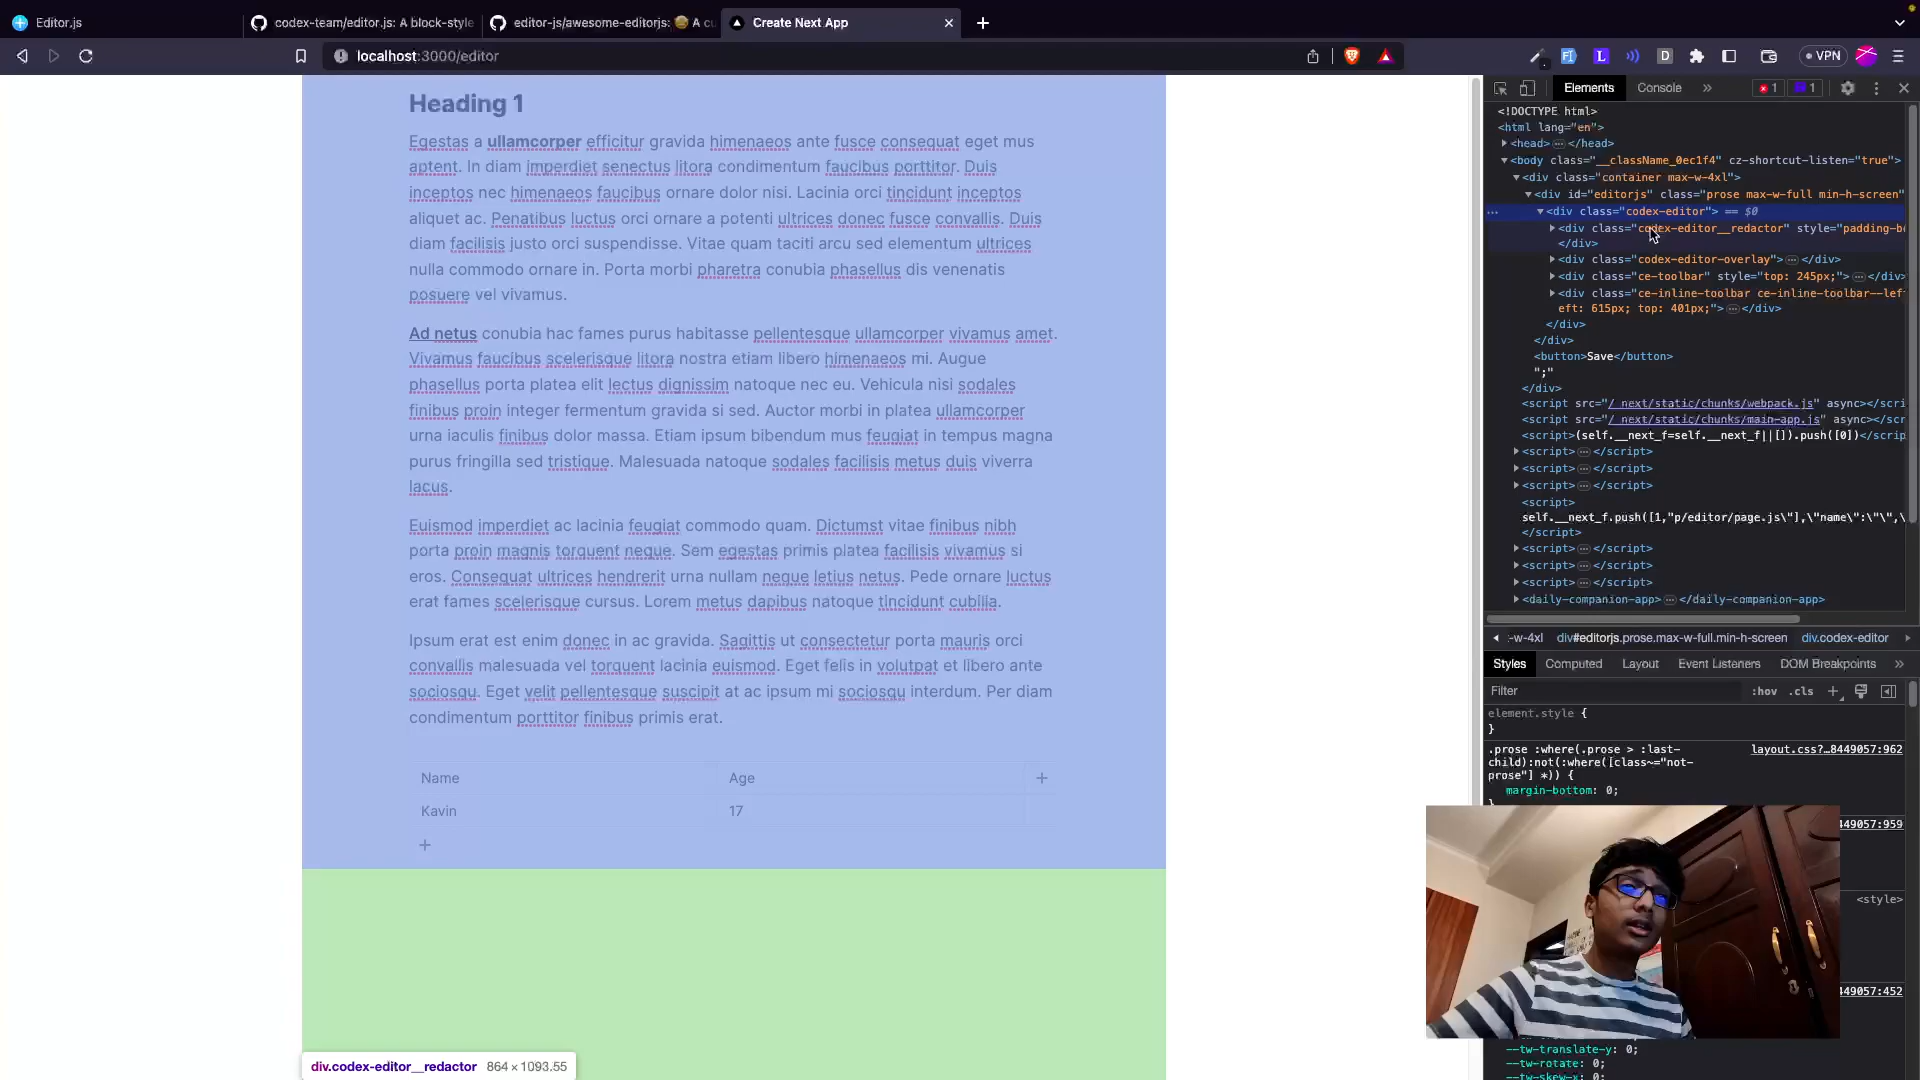 Editor.js
codex-team/editor.js: A block-style
editor-js/awesome-editorjs: 😎 A cu
Create Next App
localhost:3000/editor
VPN
Heading 1
Egestas a ullamcorper efficitur gravida himenaeos ante fusce consequat eget mus
aptent. In diam imperdiet senectus litora condimentum faucibus porttitor. Duis
inceptos nec himenaeos faucibus ornare dolor nisi. Lacinia orci tincidunt inceptos
aliquet ac. Penatibus luctus orci ornare a potenti ultrices donec fusce convallis. Duis
diam facilisis justo orci suspendisse. Vitae quam taciti arcu sed elementum ultrices
nulla commodo ornare in. Porta morbi pharetra conubia phasellus dis venenatis
posuere vel vivamus.
Ad netus conubia hac fames purus habitasse pellentesque ullamcorper vivamus amet.
Vivamus faucibus scelerisque litora nostra etiam libero himenaeos mi. Augue
phasellus porta platea elit lectus dignissim natoque nec eu. Vehicula nisi sodales
finibus proin integer fermentum gravida si sed. Auctor morbi in platea ullamcorper
urna iaculis finibus dolor massa. Etiam ipsum bibendum mus feugiat in tempus magna
purus fringilla sed tristique. Malesuada natoque sodales facilisis metus duis viverra
lacus.
Euismod imperdiet ac lacinia feugiat commodo quam. Dictumst vitae finibus nibh
porta proin magnis torquent neque. Sem egestas primis platea facilisis vivamus si
eros. Consequat ultrices hendrerit urna nullam neque letius netus. Pede ornare luctus
erat fames scelerisque cursus. Lorem metus dapibus natoque tincidunt cubilia.
Ipsum erat est enim donec in ac gravida. Sagittis ut consectetur porta mauris orci
convallis malesuada vel torquent lacinia euismod. Eget felis in volutpat et libero ante
sociosqu. Eget velit pellentesque suscipit at ac ipsum mi sociosqu interdum. Per diam
condimentum porttitor finibus primis erat.
Name Age +
Kavin 17
+
div.codex-editor__redactor 864 × 1093.55
Elements Console » 1 1
<!DOCTYPE html>
<html lang="en">
<head> … </head>
<body class="__className_0ec1f4" cz-shortcut-listen="true">
<div class="container max-w-4xl">
<div id="editorjs" class="prose max-w-full min-h-screen"
<div class="codex-editor"> == $0
<div class="codex-editor__redactor" style="padding-bo
</div>
<div class="codex-editor-overlay"> … </div>
<div class="ce-toolbar" style="top: 245px;"> … </div>
<div class="ce-inline-toolbar ce-inline-toolbar--left
eft: 615px; top: 401px;"> … </div>
</div>
</div>
<button>Save</button>
";"
</div>
<script src="/_next/static/chunks/webpack.js" async></scri
<script src="/_next/static/chunks/main-app.js" async></scr
<script>(self.__next_f=self.__next_f||[]).push([0])</scrip
<script> … </script>
<script> … </script>
<script> … </script>
<script>
self.__next_f.push([1,"p/editor/page.js\"],\"name\":\"\",\
</script>
<script> … </script>
<script> … </script>
<script> … </script>
<daily-companion-app> … </daily-companion-app>
-w-4xl div#editorjs.prose.max-w-full.min-h-screen div.codex-editor
Styles Computed Layout Event Listeners DOM Breakpoints »
Filter :hov .cls +
element.style {
}
.prose :where(.prose > :last- layout.css?…8449057:962
child):not(:where([class~="not-
prose"] *)) {
margin-bottom: 0;
}
449057:959
<style>
449057:452
--tw-translate-y: 0;
--tw-rotate: 0;
--tw-skew-x: 0;